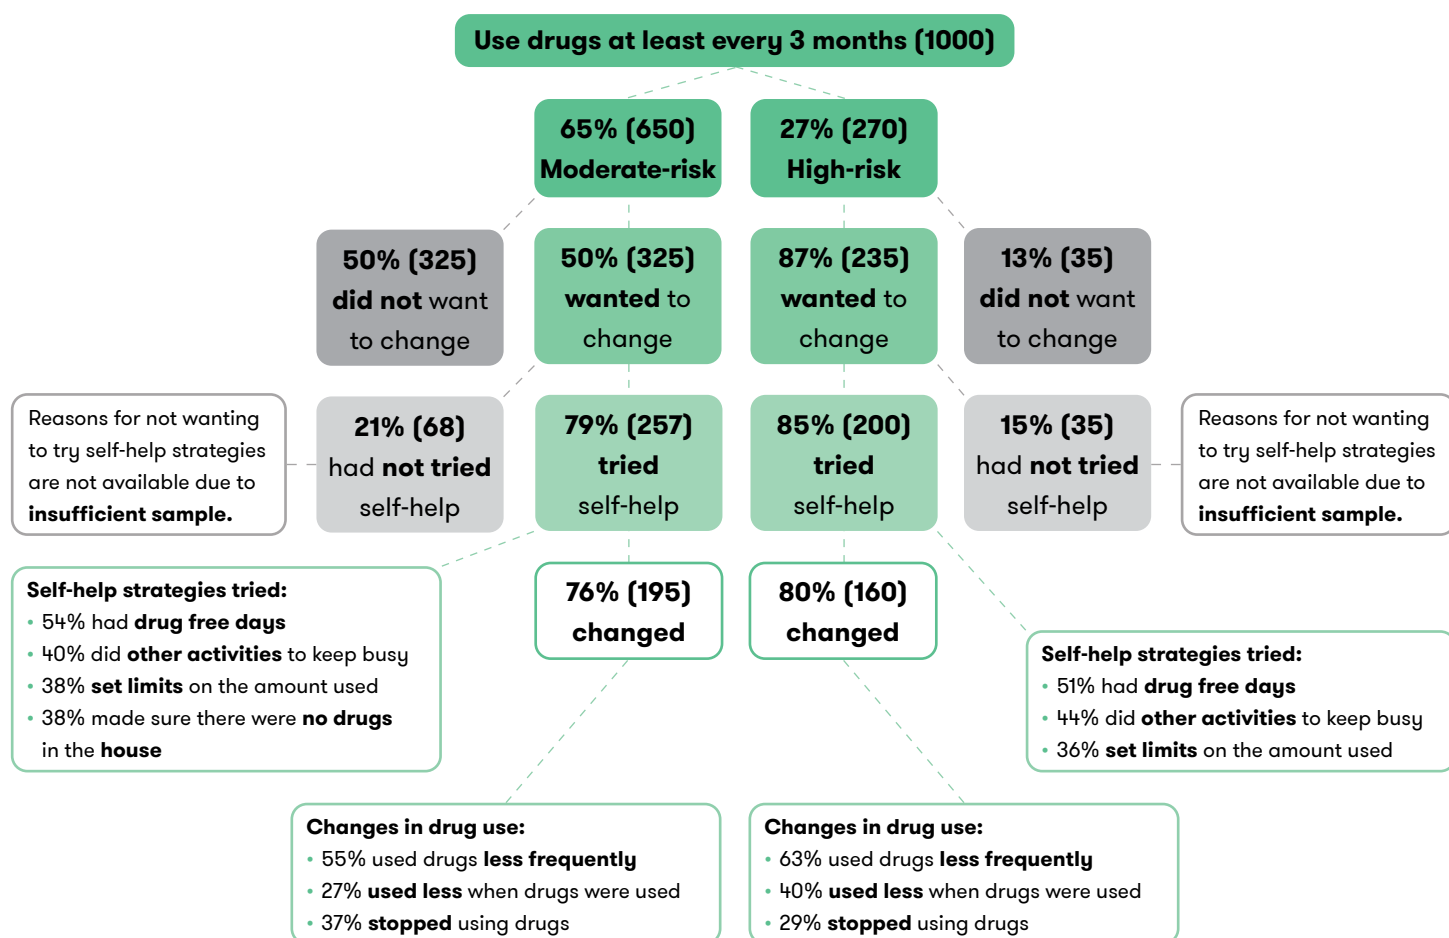 Use drugs at least every 3 months (1000)
65% (650)
Moderate-risk
27% (270)
High-risk
50% (325)
did not want
to change
50% (325)
wanted to
change
87% (235)
wanted to
change
13% (35)
did not want
to change
Reasons for not wanting
to try self-help strategies
are not available due to
insufficient sample.
21% (68)
had not tried
self-help
79% (257)
tried
self-help
85% (200)
tried
self-help
15% (35)
had not tried
self-help
Reasons for not wanting
to try self-help strategies
are not available due to
insufficient sample.
76% (195)
changed
80% (160)
changed
Self-help strategies tried:
• 54% had drug free days
• 40% did other activities to keep busy
• 38% set limits on the amount used
• 38% made sure there were no drugs
in the house
Self-help strategies tried:
• 51% had drug free days
• 44% did other activities to keep busy
• 36% set limits on the amount used
Changes in drug use:
• 55% used drugs less frequently
• 27% used less when drugs were used
• 37% stopped using drugs
Changes in drug use:
• 63% used drugs less frequently
• 40% used less when drugs were used
• 29% stopped using drugs